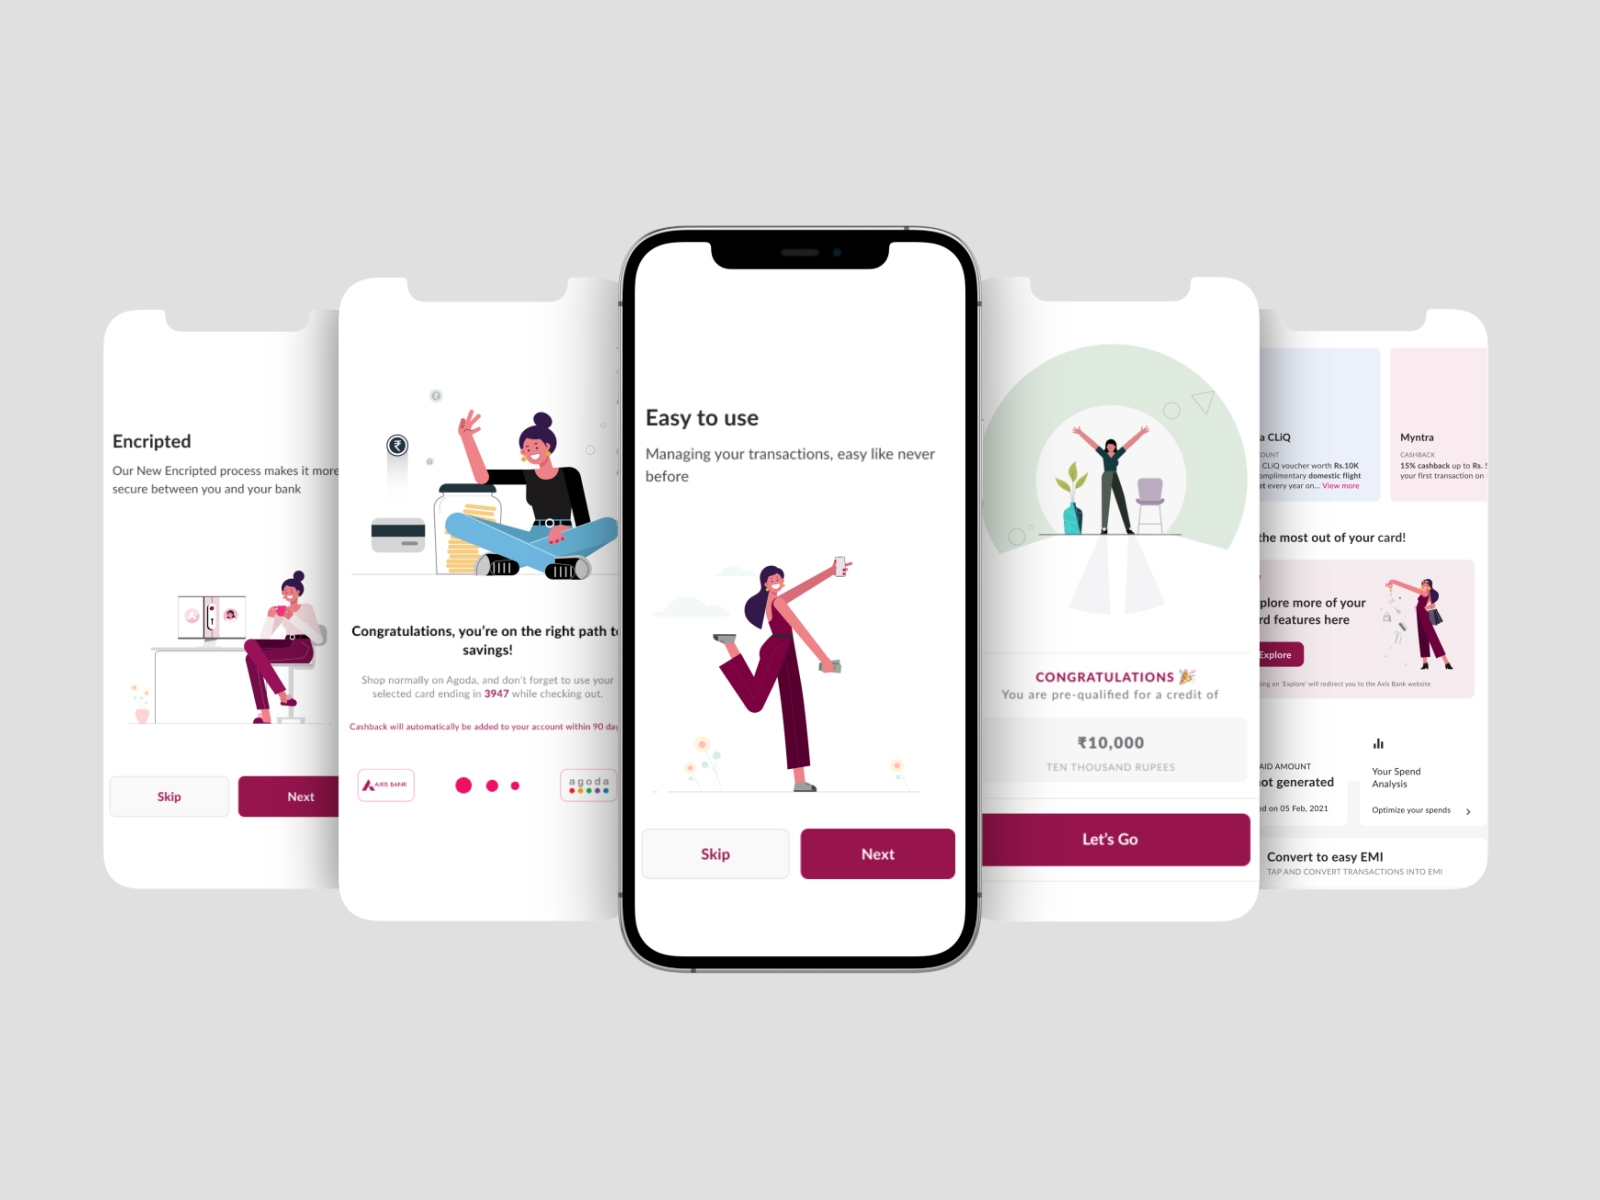 Encripted
Our New Encripted process makes it more
secure between you and your bank
Skip
Next
Congratulations, you're on the right path to
savings!
Shop normally on Agoda, and don't forget to use your
selected card ending in 3947 while checking out.
Cashback will automatically be added to your account within 90 day
AXIS BANK
agoda
Easy to use
Managing your transactions, easy like never
before
Skip
Next
CONGRATULATIONS 🎉
You are pre-qualified for a credit of
₹10,000
TEN THOUSAND RUPEES
Let's Go
a CLiQ
OUNT
CLiQ voucher worth Rs.10K
omplimentary domestic flight
et every year on... View more
Myntra
CASHBACK
15% cashback up to Rs.
your first transaction on
the most out of your card!
plore more of your
rd features here
Explore
ing on 'Explore' will redirect you to the Axis Bank website
AID AMOUNT
ot generated
ed on 05 Feb, 2021
Your Spend
Analysis
Optimize your spends
Convert to easy EMI
TAP AND CONVERT TRANSACTIONS INTO EMI